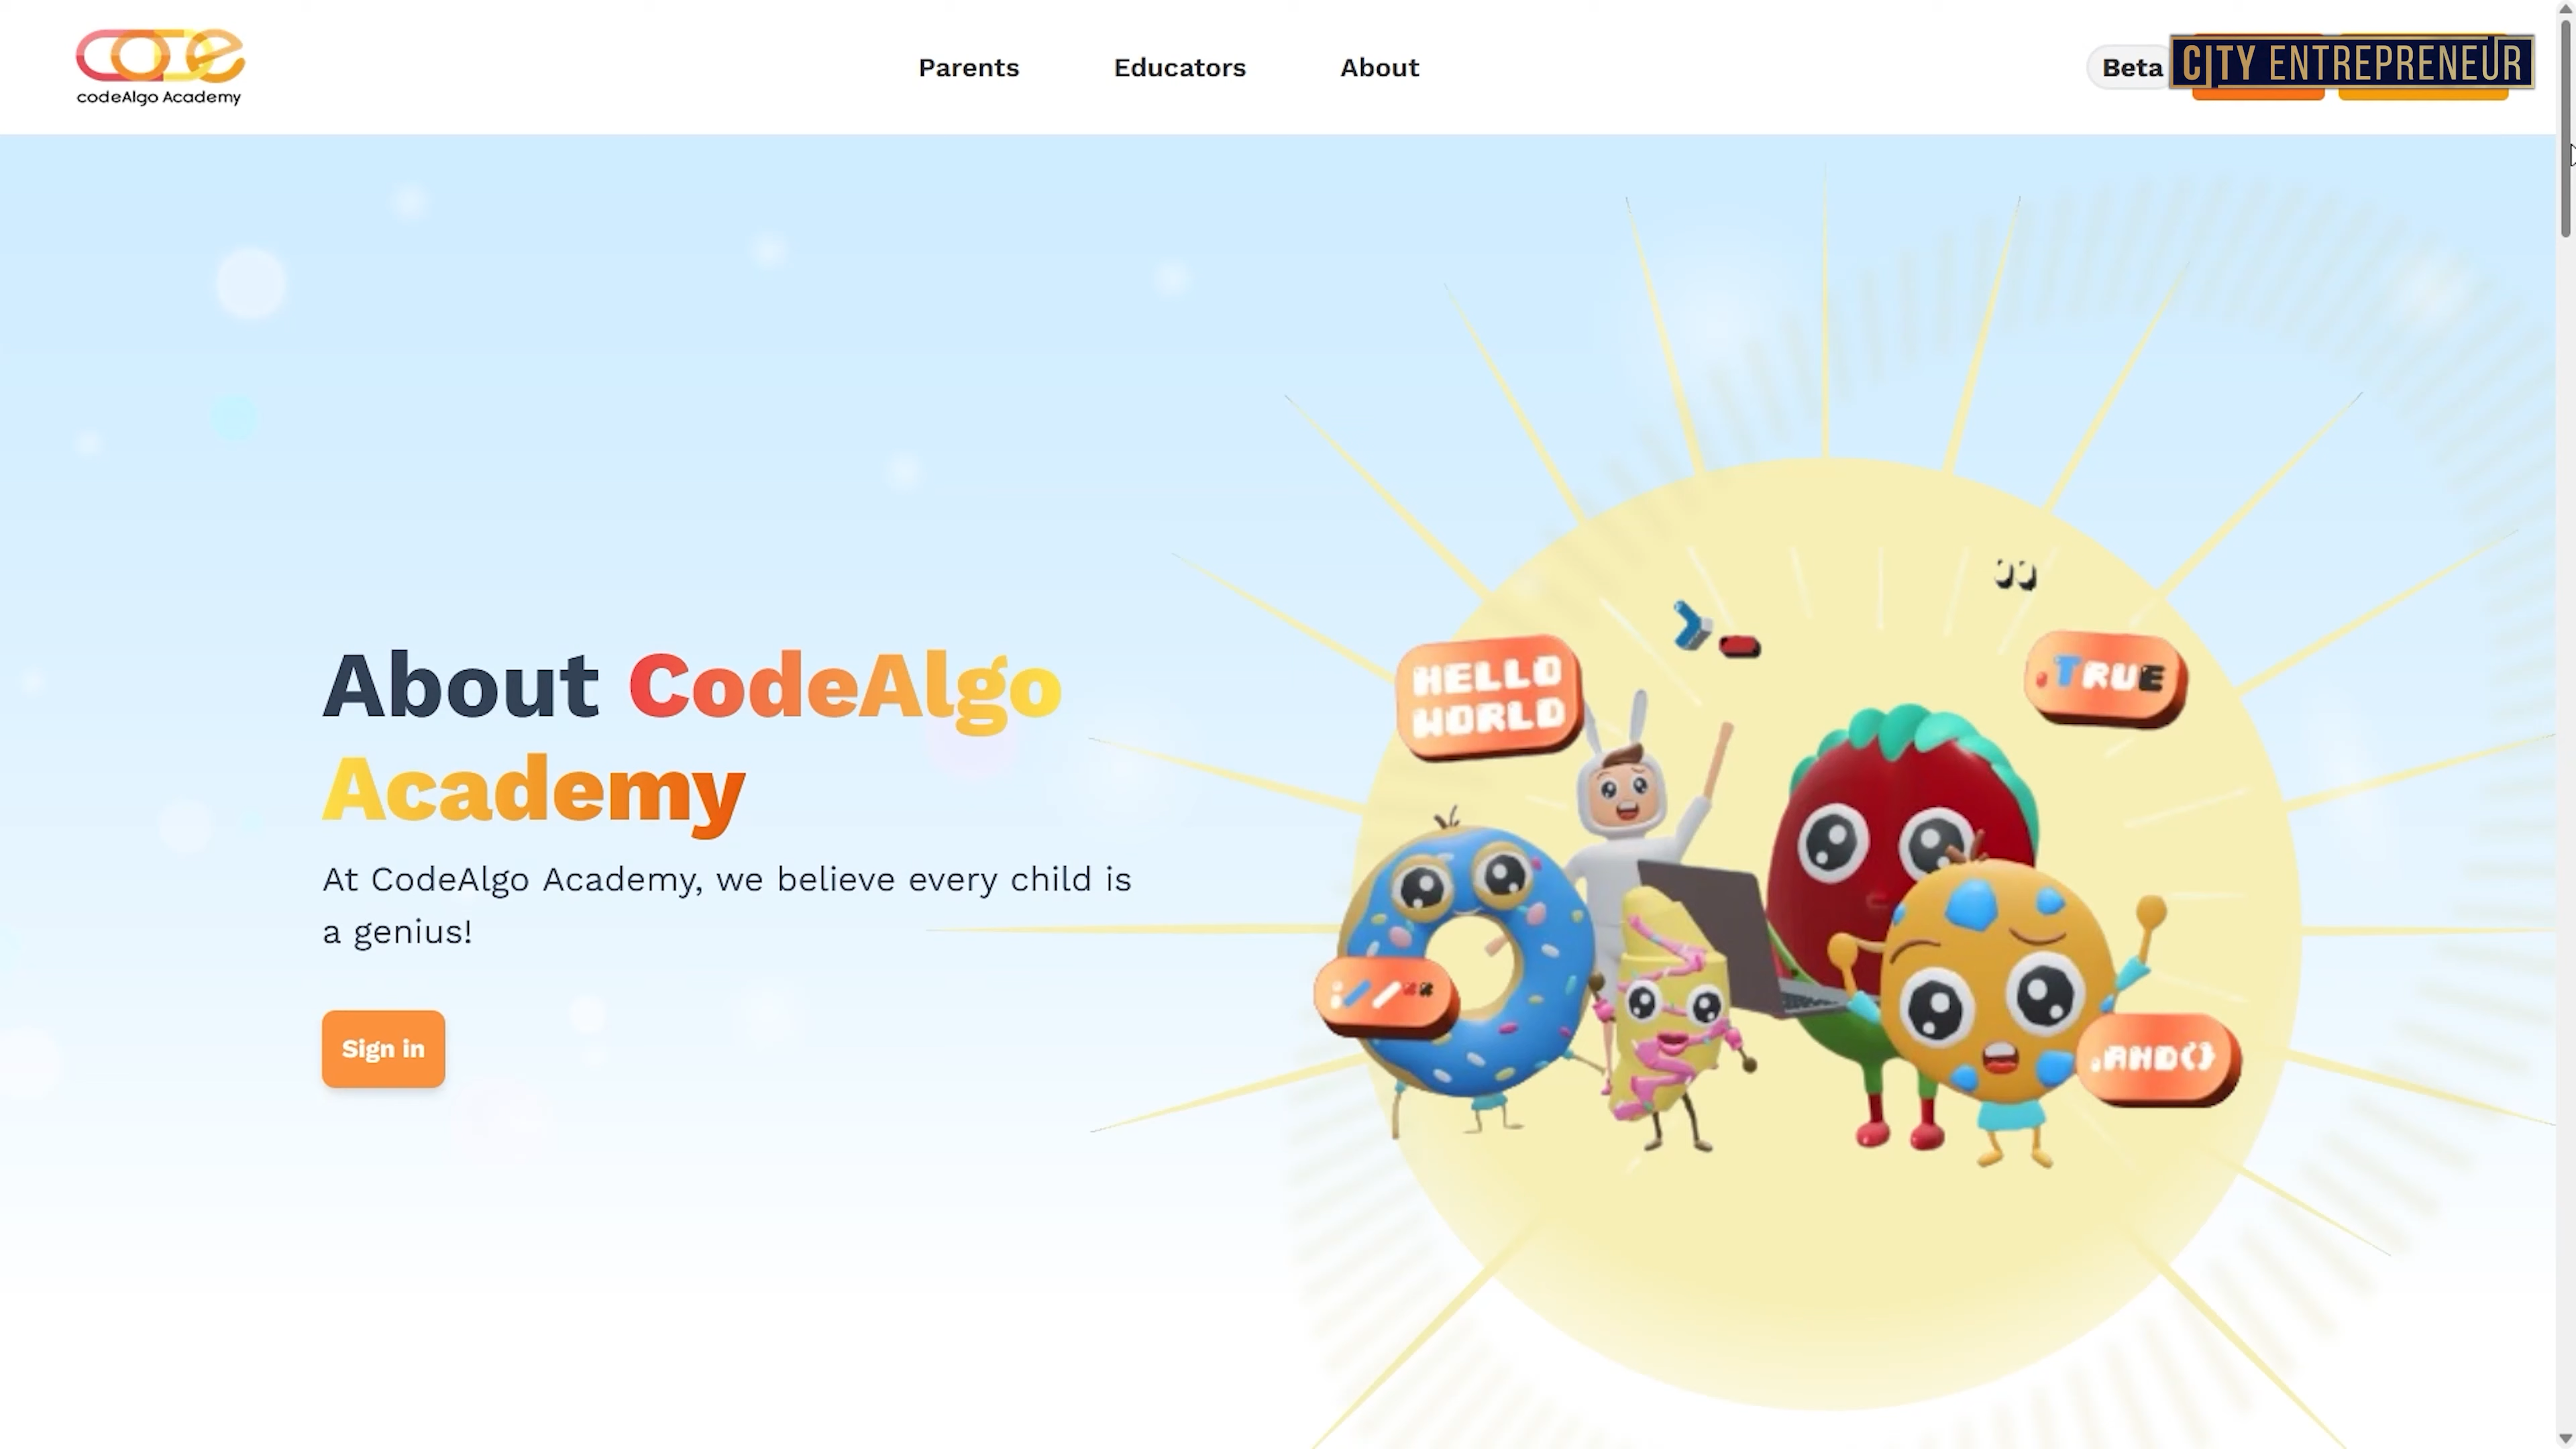 code
codeAlgo Academy
Parents
Educators
About
Beta
CITY ENTREPRENEUR
About CodeAlgo
Academy
At CodeAlgo Academy, we believe every child is
a genius!
Sign in
HELLO
WORLD
.TRUE
.AND()